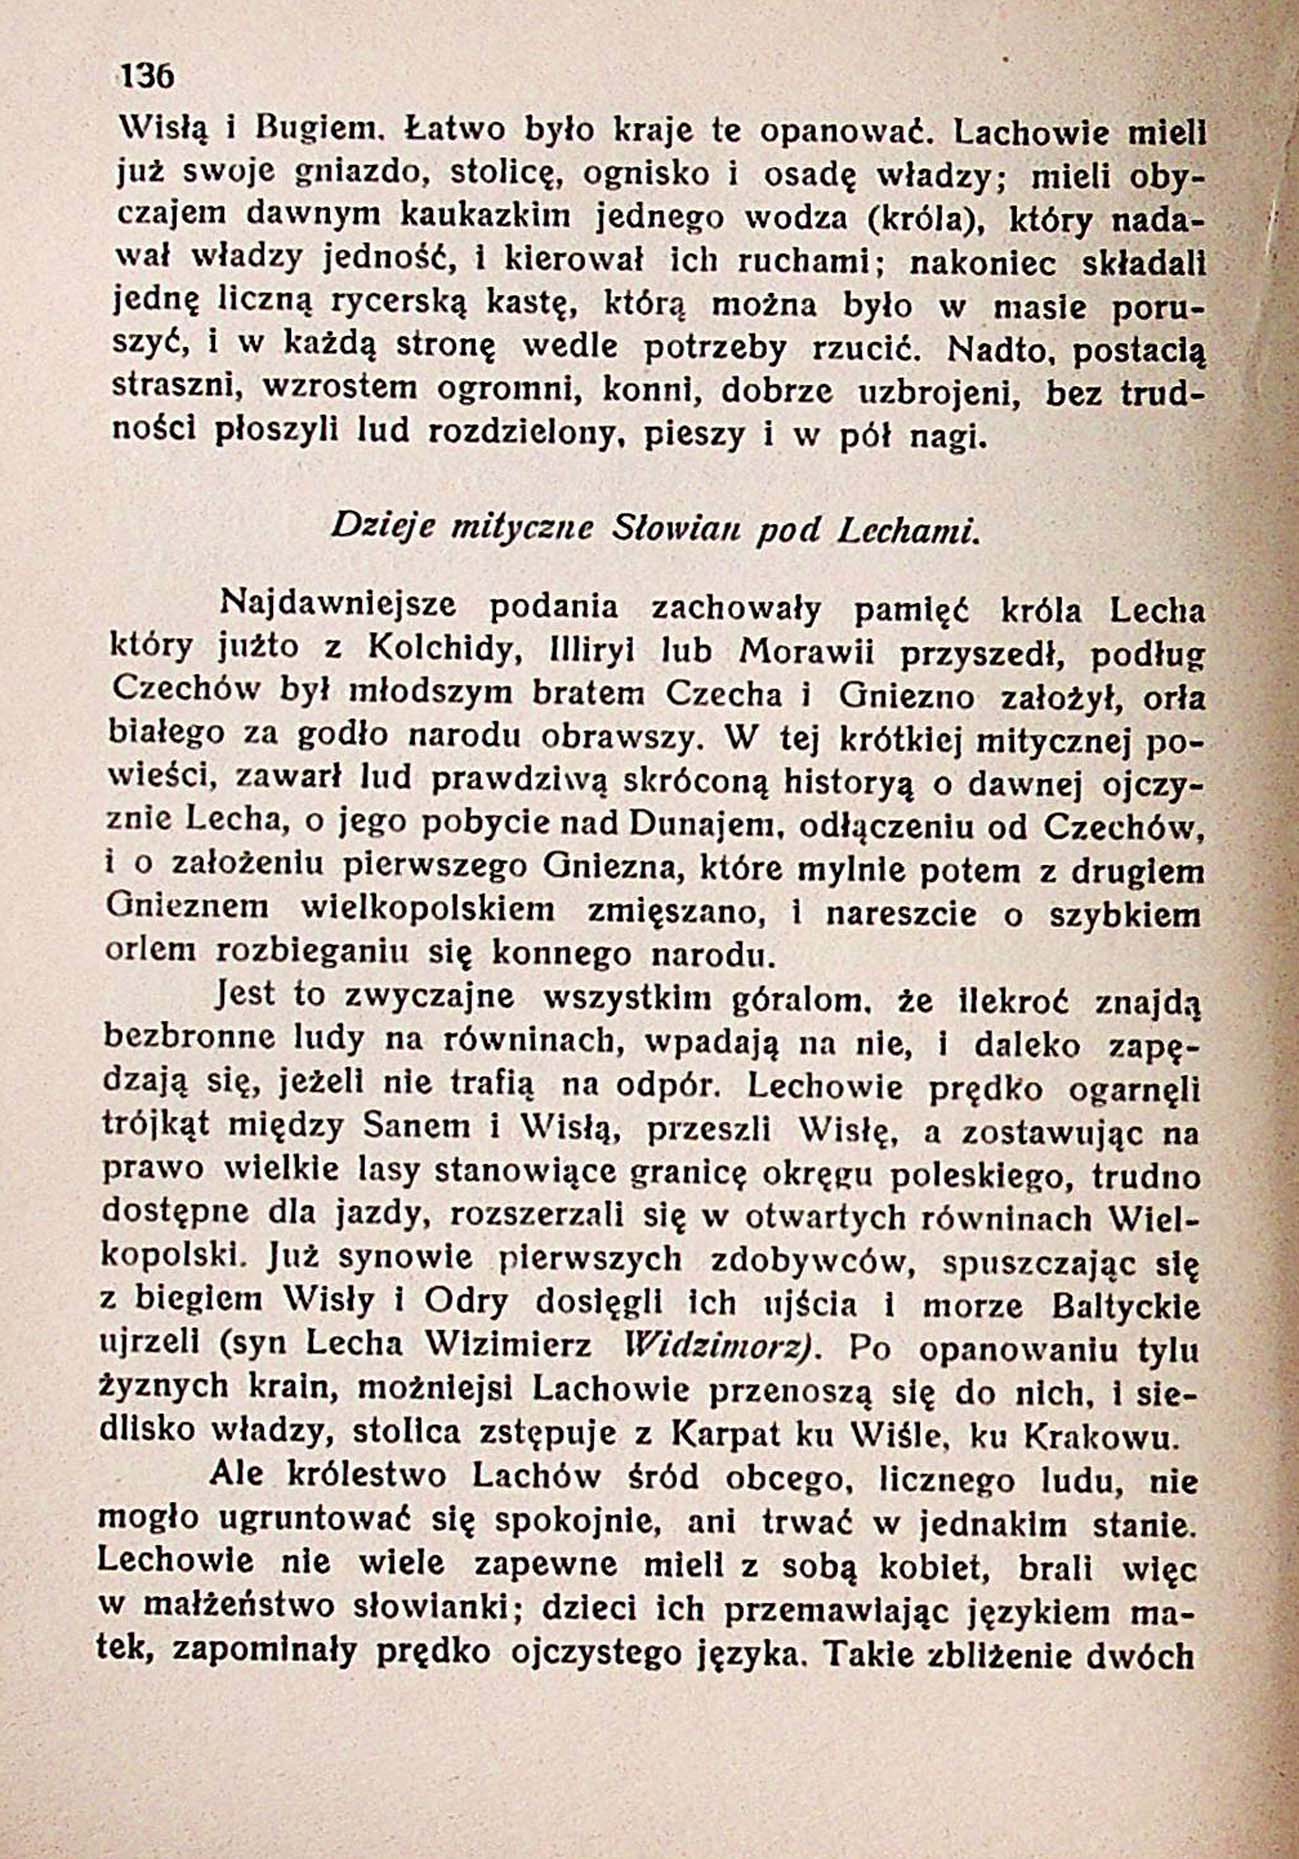 136
Wisłą i Bugiem. Łatwo było kraje te opanować. Lachowie mieli
już swoje gniazdo, stolicę, ognisko i osadę władzy; mieli oby-
czajem dawnym kaukazkim jednego wodza (króla), który nada-
wał władzy jedność, i kierował ich ruchami; nakoniec składali
jednę liczną rycerską kastę, którą można było w masie poru-
szyć, i w każdą stronę wedle potrzeby rzucić. Nadto, postacią
straszni, wzrostem ogromni, konni, dobrze uzbrojeni, bez trud-
ności płoszyli lud rozdzielony, pieszy i w pół nagi.
Dzieje mityczne Słowian pod Lechami.
Najdawniejsze podania zachowały pamięć króla Lecha
który jużto z Kolchidy, Illiryi lub Morawii przyszedł, podług
Czechów był młodszym bratem Czecha i Gniezno założył, orła
białego za godło narodu obrawszy. W tej krótkiej mitycznej po-
wieści, zawarł lud prawdziwą skróconą historyą o dawnej ojczy-
znie Lecha, o jego pobycie nad Dunajem, odłączeniu od Czechów,
i o założeniu pierwszego Gniezna, które mylnie potem z drugiem
Gnieznem wielkopolskiem zmięszano, i nareszcie o szybkiem
orlem rozbieganiu się konnego narodu.
Jest to zwyczajne wszystkim góralom, że ilekroć znajdą
bezbronne ludy na równinach, wpadają na nie, i daleko zapę-
dzają się, jeżeli nie trafią na odpór. Lechowie prędko ogarnęli
trójkąt między Sanem i Wisłą, przeszli Wisłę, a zostawując na
prawo wielkie lasy stanowiące granicę okręgu poleskiego, trudno
dostępne dla jazdy, rozszerzali się w otwartych równinach Wiel-
kopolski. Już synowie pierwszych zdobywców, spuszczając się
z biegiem Wisły i Odry dosięgli ich ujścia i morze Baltyckie
ujrzeli (syn Lecha Wizimierz Widzimorz). Po opanowaniu tylu
żyznych krain, możniejsi Lachowie przenoszą się do nich, i sie-
dlisko władzy, stolica zstępuje z Karpat ku Wiśle, ku Krakowu.
Ale królestwo Lachów śród obcego, licznego ludu, nie
mogło ugruntować się spokojnie, ani trwać w jednakim stanie.
Lechowie nie wiele zapewne mieli z sobą kobiet, brali więc
w małżeństwo słowianki; dzieci ich przemawiając językiem ma-
tek, zapominały prędko ojczystego języka. Takie zbliżenie dwóch